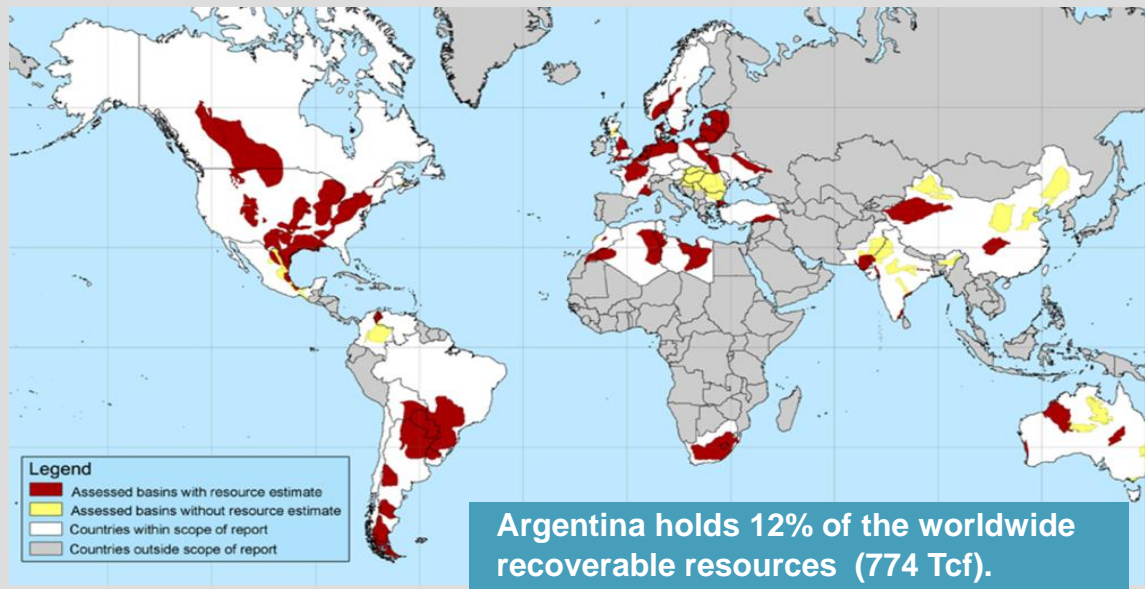 Legend
Assessed basins with resource estimate
Assessed basins without resource estimate
Countries within scope of report
Countries outside scope of report
Argentina holds 12% of the worldwide
recoverable resources (774 Tcf).